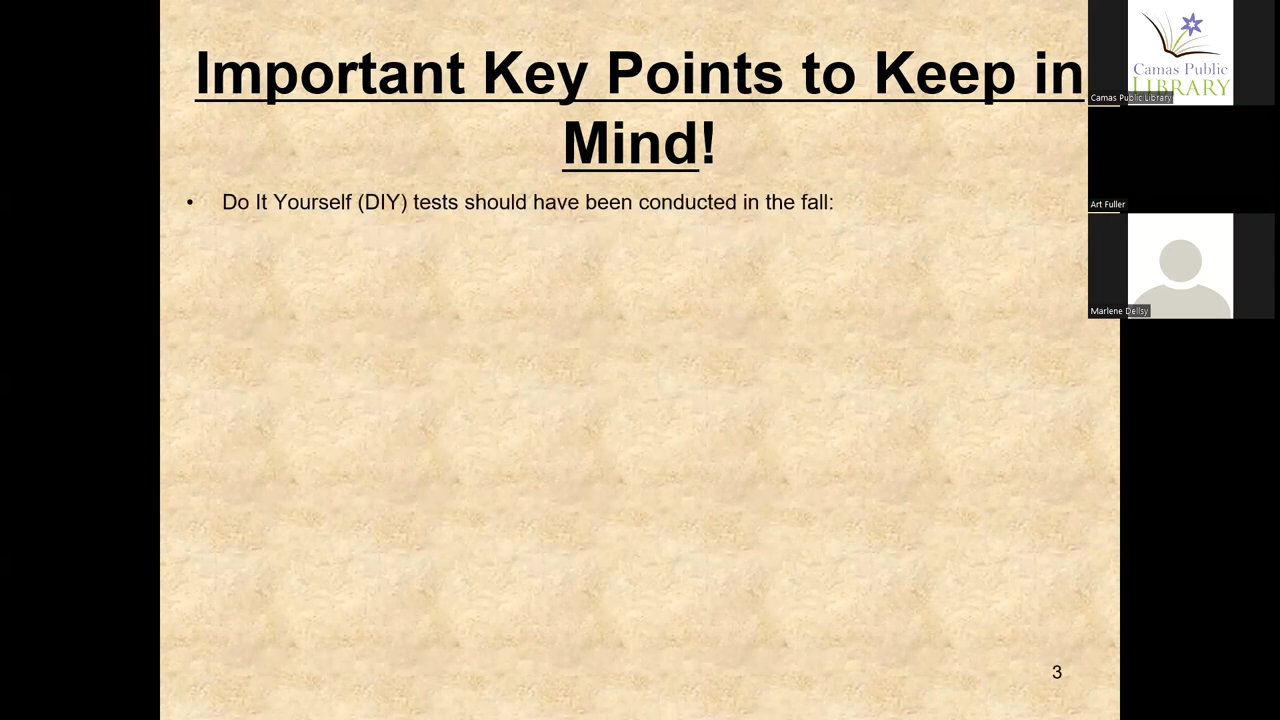 Important Key Points to Keep in
Mind!
• Do It Yourself (DIY) tests should have been conducted in the fall:
3
Camas Public
LIBRARY
Camas Public Library
Art Fuller
Marlene Dellsy